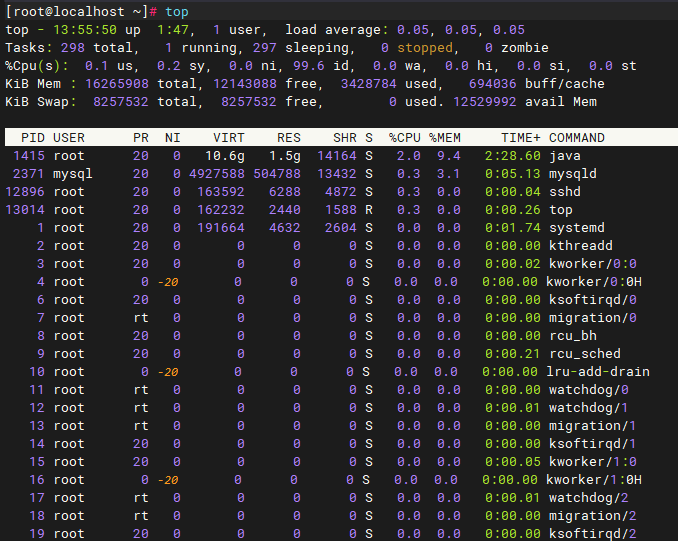 [root@localhost ~]# top
top - 13:55:50 up  1:47,  1 user,  load average: 0.05, 0.05, 0.05
Tasks: 298 total,   1 running, 297 sleeping,   0 stopped,   0 zombie
%Cpu(s):  0.1 us,  0.2 sy,  0.0 ni, 99.6 id,  0.0 wa,  0.0 hi,  0.0 si,  0.0 st
KiB Mem : 16265908 total, 12143088 free,  3428784 used,   694036 buff/cache
KiB Swap:  8257532 total,  8257532 free,        0 used. 12529992 avail Mem
  PID USER      PR  NI    VIRT    RES    SHR S  %CPU %MEM     TIME+ COMMAND
 1415 root      20   0   10.6g   1.5g  14164 S   2.0  9.4   2:28.60 java
 2371 mysql     20   0 4927588 504788  13432 S   0.3  3.1   0:05.13 mysqld
12896 root      20   0  163592   6288   4872 S   0.3  0.0   0:00.04 sshd
13014 root      20   0  162232   2440   1588 R   0.3  0.0   0:00.26 top
    1 root      20   0  191664   4632   2604 S   0.0  0.0   0:01.74 systemd
    2 root      20   0       0      0      0 S   0.0  0.0   0:00.00 kthreadd
    3 root      20   0       0      0      0 S   0.0  0.0   0:00.02 kworker/0:0
    4 root       0 -20       0      0      0 S   0.0  0.0   0:00.00 kworker/0:0H
    6 root      20   0       0      0      0 S   0.0  0.0   0:00.00 ksoftirqd/0
    7 root      rt   0       0      0      0 S   0.0  0.0   0:00.00 migration/0
    8 root      20   0       0      0      0 S   0.0  0.0   0:00.00 rcu_bh
    9 root      20   0       0      0      0 S   0.0  0.0   0:00.21 rcu_sched
   10 root       0 -20       0      0      0 S   0.0  0.0   0:00.00 lru-add-drain
   11 root      rt   0       0      0      0 S   0.0  0.0   0:00.00 watchdog/0
   12 root      rt   0       0      0      0 S   0.0  0.0   0:00.01 watchdog/1
   13 root      rt   0       0      0      0 S   0.0  0.0   0:00.00 migration/1
   14 root      20   0       0      0      0 S   0.0  0.0   0:00.00 ksoftirqd/1
   15 root      20   0       0      0      0 S   0.0  0.0   0:00.05 kworker/1:0
   16 root       0 -20       0      0      0 S   0.0  0.0   0:00.00 kworker/1:0H
   17 root      rt   0       0      0      0 S   0.0  0.0   0:00.01 watchdog/2
   18 root      rt   0       0      0      0 S   0.0  0.0   0:00.00 migration/2
   19 root      20   0       0      0      0 S   0.0  0.0   0:00.00 ksoftirqd/2